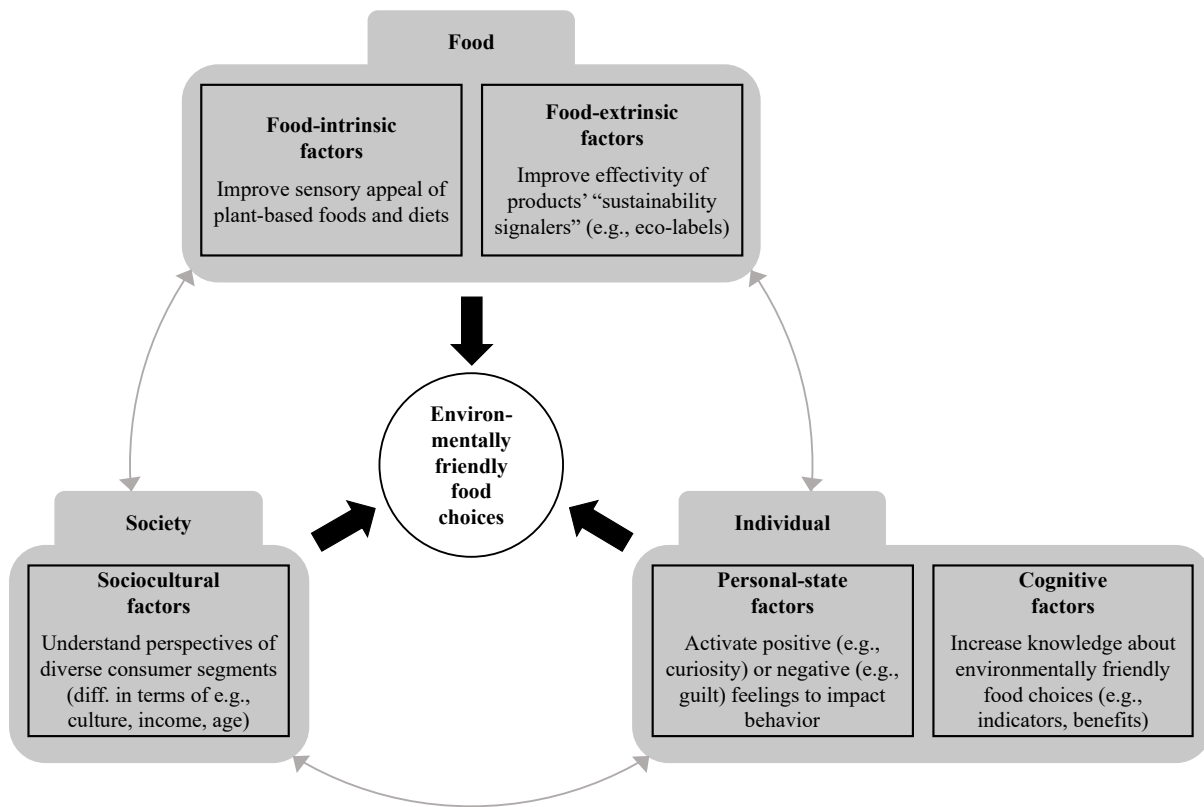 Food
Food-intrinsic
factors
Improve sensory appeal of
plant-based foods and diets
Food-extrinsic
factors
Improve effectivity of
products’ “sustainability
signalers” (e.g., eco-labels)
Environ-
mentally
friendly
food
choices
Society
Sociocultural
factors
Understand perspectives of
diverse consumer segments
(diff. in terms of e.g.,
culture, income, age)
Individual
Personal-state
factors
Activate positive (e.g.,
curiosity) or negative (e.g.,
guilt) feelings to impact
behavior
Cognitive
factors
Increase knowledge about
environmentally friendly
food choices (e.g.,
indicators, benefits)